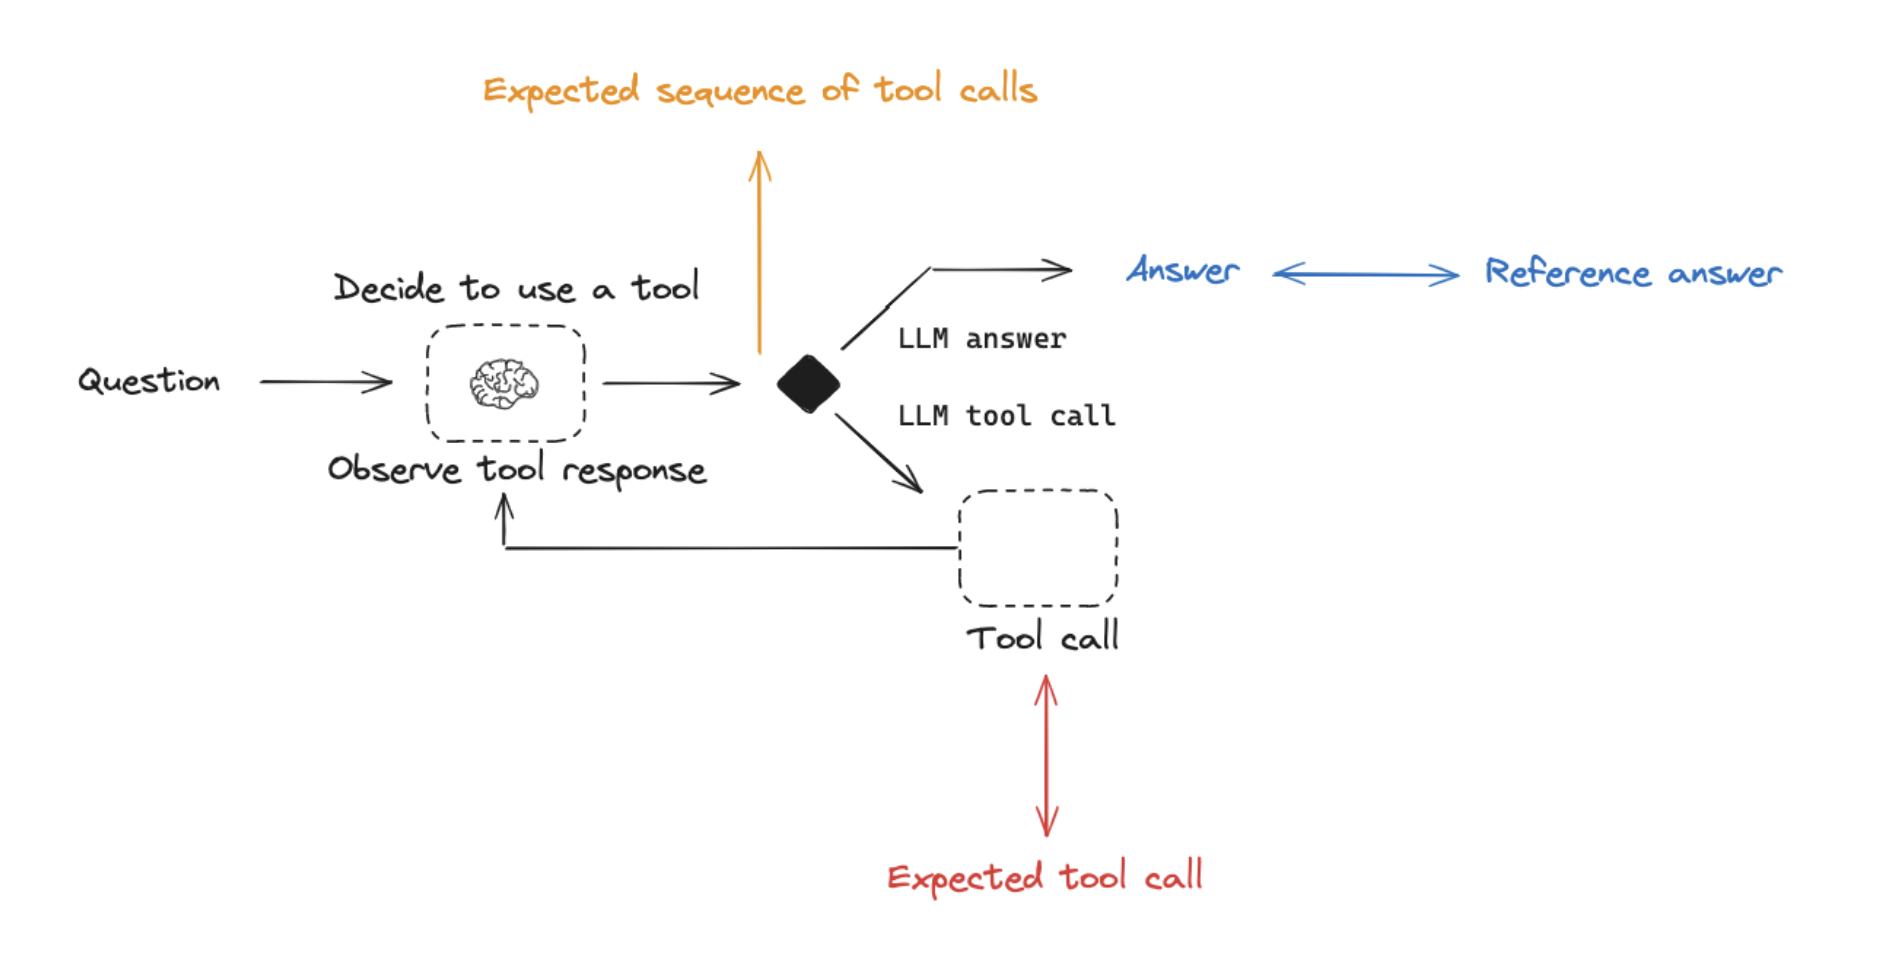 Expected sequence of tool calls
Decide to use a tool
Answer
Reference answer
LLM answer
Question
LLM tool call
Observe tool response
Tool call
Expected tool call